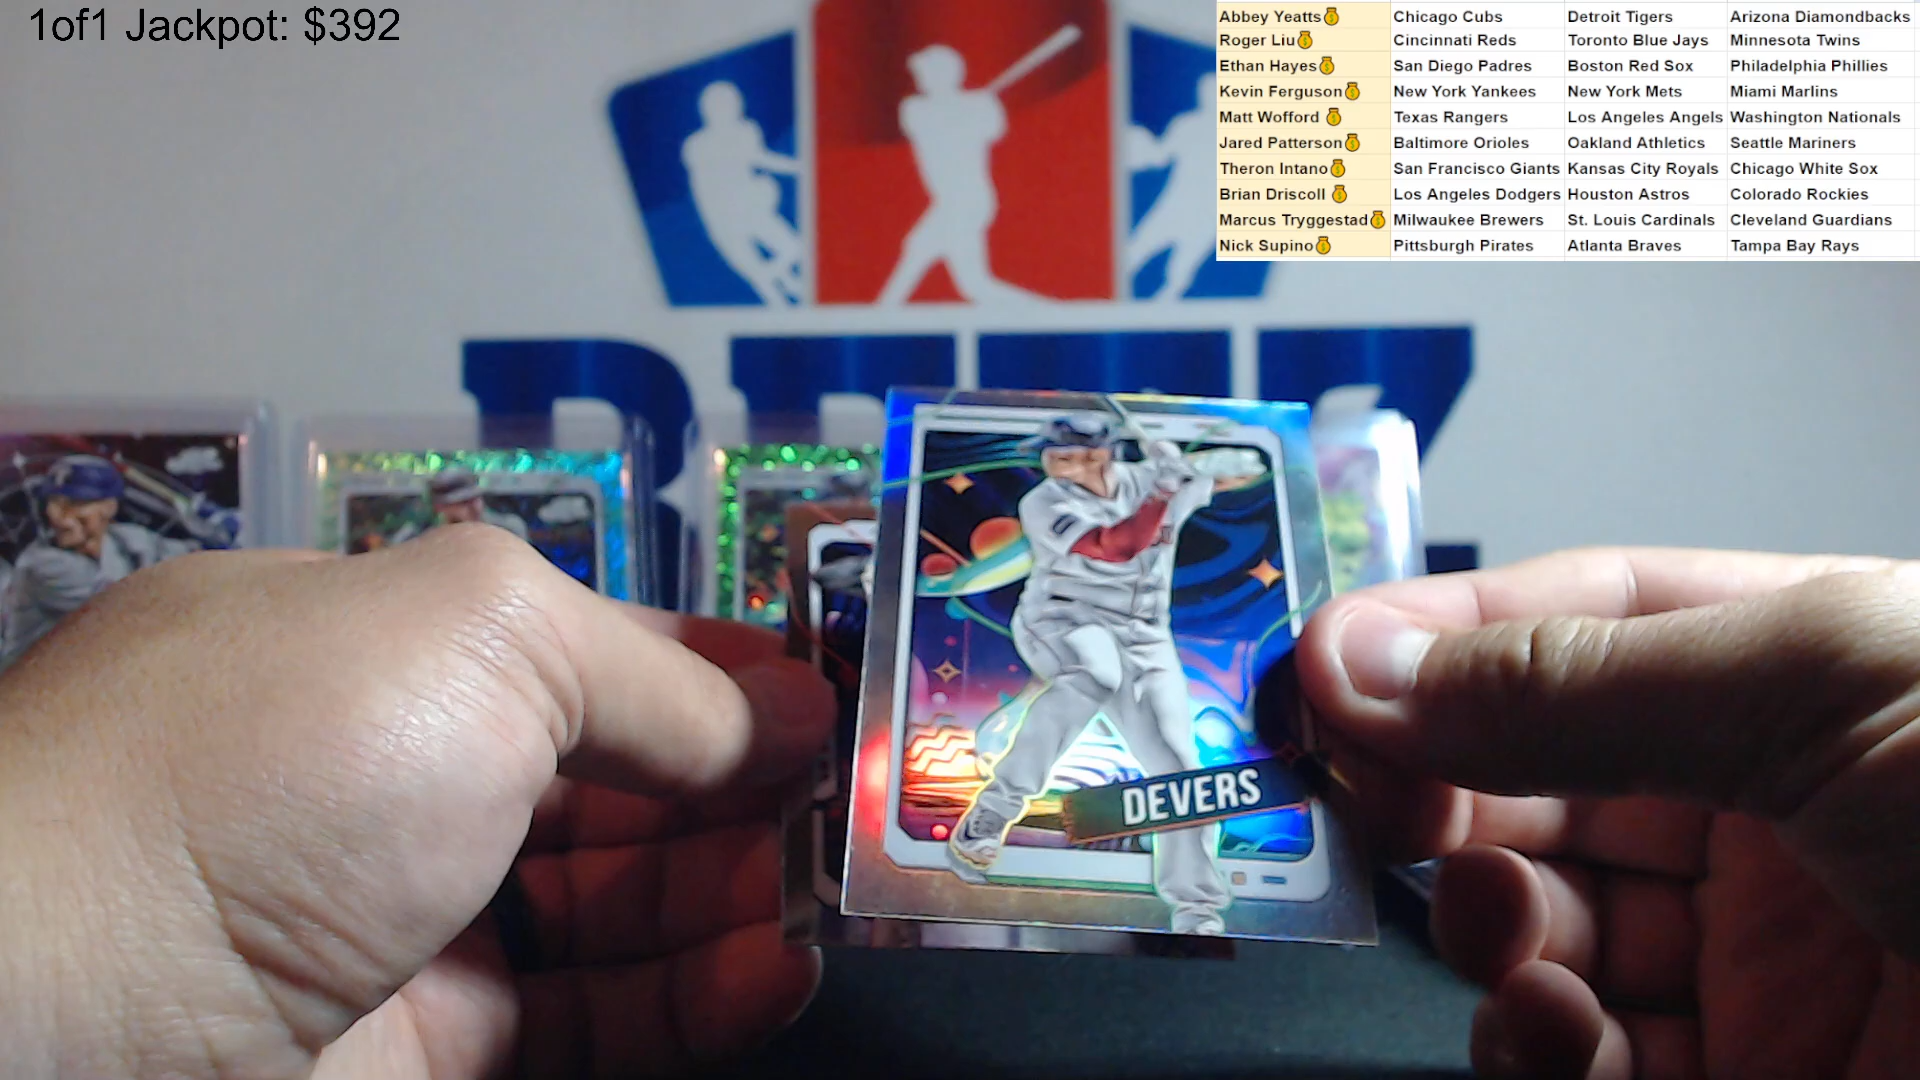 1of1 Jackpot: $392
Abbey Yeatts Chicago Cubs Detroit Tigers Arizona Diamondbacks
Roger Liu Cincinnati Reds Toronto Blue Jays Minnesota Twins
Ethan Hayes San Diego Padres Boston Red Sox Philadelphia Phillies
Kevin Ferguson New York Yankees New York Mets Miami Marlins
Matt Wofford Texas Rangers Los Angeles Angels Washington Nationals
Jared Patterson Baltimore Orioles Oakland Athletics Seattle Mariners
Theron Intano San Francisco Giants Kansas City Royals Chicago White Sox
Brian Driscoll Los Angeles Dodgers Houston Astros Colorado Rockies
Marcus Tryggestad Milwaukee Brewers St. Louis Cardinals Cleveland Guardians
Nick Supino Pittsburgh Pirates Atlanta Braves Tampa Bay Rays
DEVERS